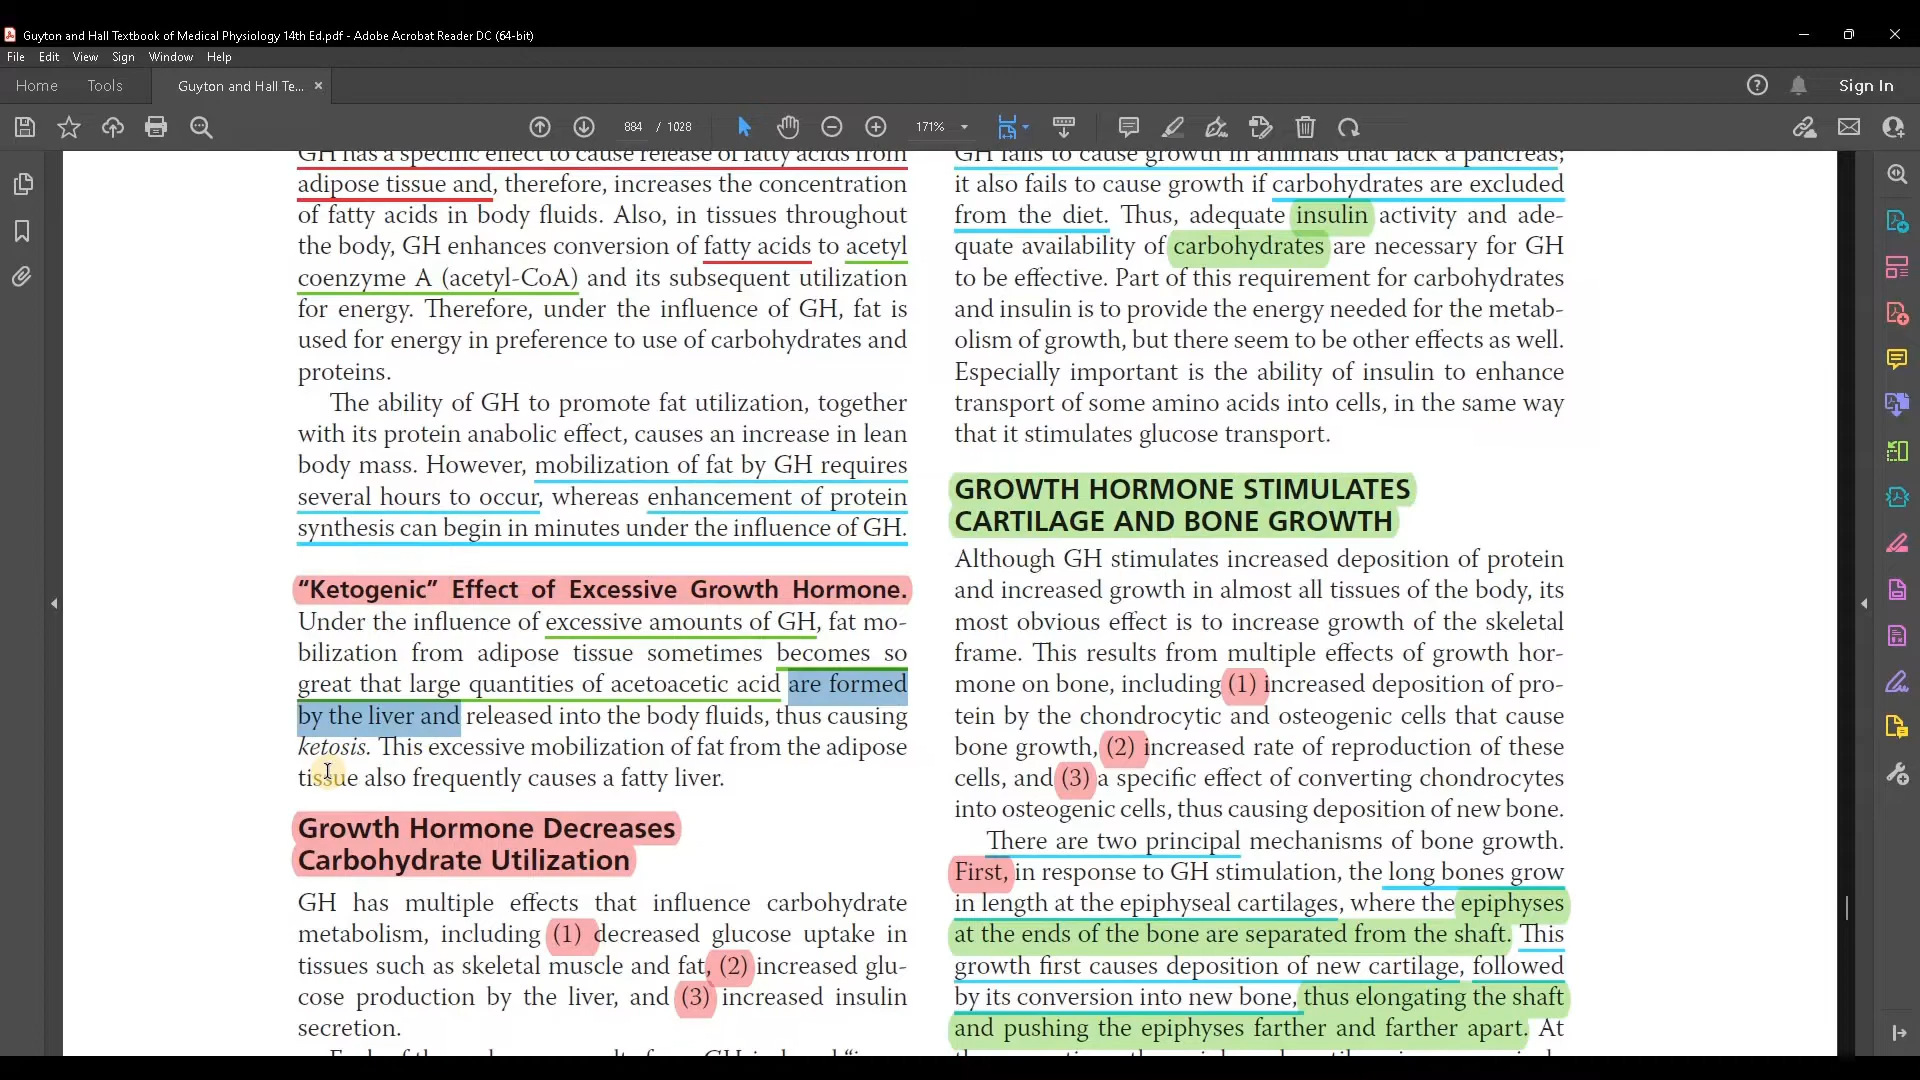 Guyton and Hall Textbook of Medical Physiology 14th Ed.pdf - Adobe Acrobat Reader DC (64-bit)
File Edit View Sign Window Help
Home Tools Guyton and Hall Te... × Sign In
884 / 1028 171%
GH has a specific effect to cause release of fatty acids from
adipose tissue and, therefore, increases the concentration
of fatty acids in body fluids. Also, in tissues throughout
the body, GH enhances conversion of fatty acids to acetyl
coenzyme A (acetyl-CoA) and its subsequent utilization
for energy. Therefore, under the influence of GH, fat is
used for energy in preference to use of carbohydrates and
proteins.
The ability of GH to promote fat utilization, together
with its protein anabolic effect, causes an increase in lean
body mass. However, mobilization of fat by GH requires
several hours to occur, whereas enhancement of protein
synthesis can begin in minutes under the influence of GH.
“Ketogenic” Effect of Excessive Growth Hormone.
Under the influence of excessive amounts of GH, fat mo-
bilization from adipose tissue sometimes becomes so
great that large quantities of acetoacetic acid are formed
by the liver and released into the body fluids, thus causing
ketosis. This excessive mobilization of fat from the adipose
tissue also frequently causes a fatty liver.
Growth Hormone Decreases
Carbohydrate Utilization
GH has multiple effects that influence carbohydrate
metabolism, including (1) decreased glucose uptake in
tissues such as skeletal muscle and fat, (2) increased glu-
cose production by the liver, and (3) increased insulin
secretion.
GH fails to cause growth in animals that lack a pancreas;
it also fails to cause growth if carbohydrates are excluded
from the diet. Thus, adequate insulin activity and ade-
quate availability of carbohydrates are necessary for GH
to be effective. Part of this requirement for carbohydrates
and insulin is to provide the energy needed for the metab-
olism of growth, but there seem to be other effects as well.
Especially important is the ability of insulin to enhance
transport of some amino acids into cells, in the same way
that it stimulates glucose transport.
GROWTH HORMONE STIMULATES
CARTILAGE AND BONE GROWTH
Although GH stimulates increased deposition of protein
and increased growth in almost all tissues of the body, its
most obvious effect is to increase growth of the skeletal
frame. This results from multiple effects of growth hor-
mone on bone, including (1) increased deposition of pro-
tein by the chondrocytic and osteogenic cells that cause
bone growth, (2) increased rate of reproduction of these
cells, and (3) a specific effect of converting chondrocytes
into osteogenic cells, thus causing deposition of new bone.
There are two principal mechanisms of bone growth.
First, in response to GH stimulation, the long bones grow
in length at the epiphyseal cartilages, where the epiphyses
at the ends of the bone are separated from the shaft. This
growth first causes deposition of new cartilage, followed
by its conversion into new bone, thus elongating the shaft
and pushing the epiphyses farther and farther apart. At